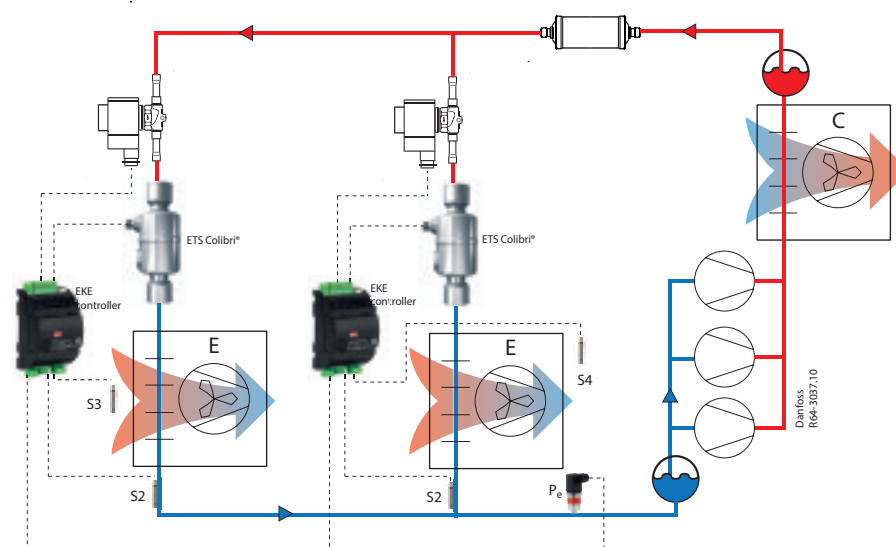 C
ETS Colibri®
ETS Colibri®
EKE
controller
EKE
controller
E
E
S3
S4
S2
S2
Pe
Danfoss
R64-3037.10